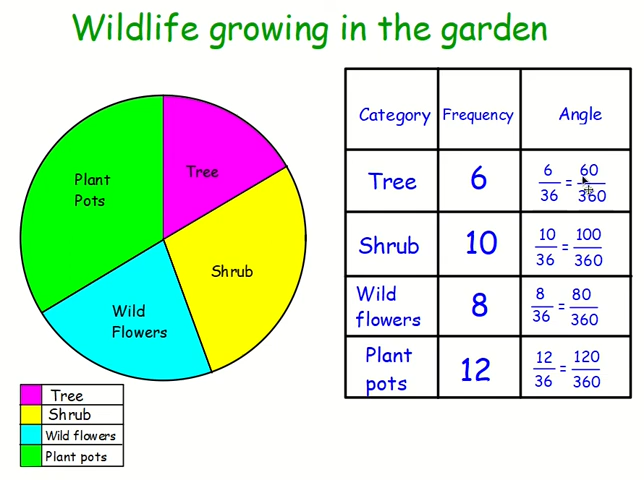 Wildlife growing in the garden
Plant
Pots
Tree
Shrub
Wild
Flowers
Tree
Shrub
Wild flowers
Plant pots
Category Frequency Angle
Tree 6 6/36 = 60/360
Shrub 10 10/36 = 100/360
Wild
flowers 8 8/36 = 80/360
Plant
pots 12 12/36 = 120/360